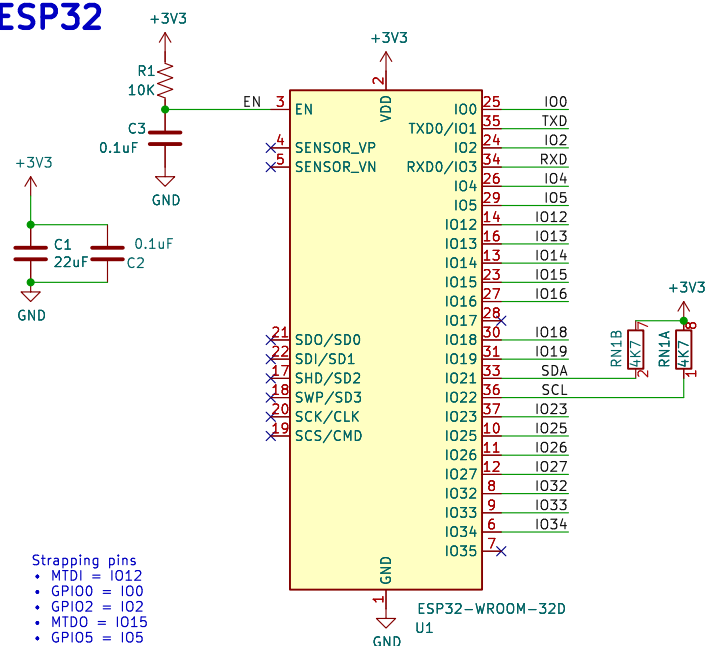 ESP32
+3V3
R1
10K
EN
C3
0.1uF
GND
+3V3
C1
22uF
0.1uF
C2
GND
+3V3
2
VDD
3 EN
4 SENSOR_VP
5 SENSOR_VN
21 SDO/SD0
22 SDI/SD1
17 SHD/SD2
18 SWP/SD3
20 SCK/CLK
19 SCS/CMD
IO0 25 IO0
TXD0/IO1 35 TXD
IO2 24 IO2
RXD0/IO3 34 RXD
IO4 26 IO4
IO5 29 IO5
IO12 14 IO12
IO13 16 IO13
IO14 13 IO14
IO15 23 IO15
IO16 27 IO16
IO17 28
IO18 30 IO18
IO19 31 IO19
IO21 33 SDA
IO22 36 SCL
IO23 37 IO23
IO25 10 IO25
IO26 11 IO26
IO27 12 IO27
IO32 8 IO32
IO33 9 IO33
IO34 6 IO34
IO35 7
+3V3
RN1B
4K7
7
2
RN1A
4K7
8
1
GND
1
GND
ESP32-WROOM-32D
U1
Strapping pins
• MTDI = IO12
• GPIO0 = IO0
• GPIO2 = IO2
• MTDO = IO15
• GPIO5 = IO5